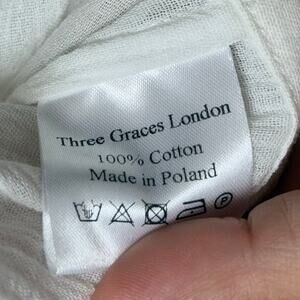 Three Graces London
100% Cotton
Made in Poland